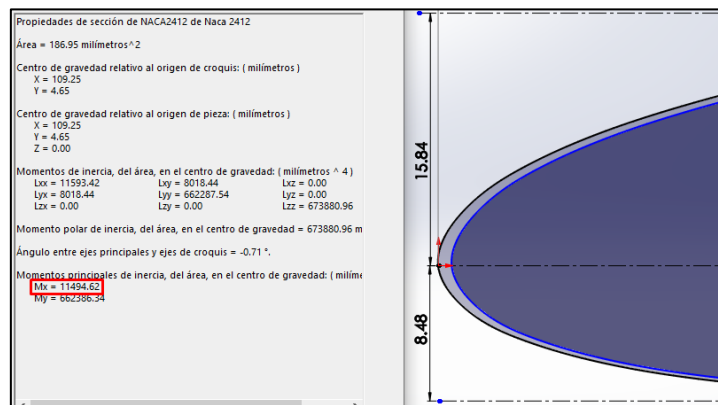 Propiedades de sección de NACA2412 de Naca 2412
Área = 186.95 milímetros^2
Centro de gravedad relativo al origen de croquis: ( milímetros )
X = 109.25
Y = 4.65
Centro de gravedad relativo al origen de pieza: ( milímetros )
X = 109.25
Y = 4.65
Z = 0.00
Momentos de inercia, del área, en el centro de gravedad: ( milímetros ^ 4 )
Lxx = 11593.42 Lxy = 8018.44 Lxz = 0.00
Lyx = 8018.44 Lyy = 662287.54 Lyz = 0.00
Lzx = 0.00 Lzy = 0.00 Lzz = 673880.96
Momento polar de inercia, del área, en el centro de gravedad = 673880.96 m
Ángulo entre ejes principales y ejes de croquis = -0.71 °.
Momentos principales de inercia, del área, en el centro de gravedad: ( milíme
Mx = 11494.62
My = 662386.34
15.84
8.48